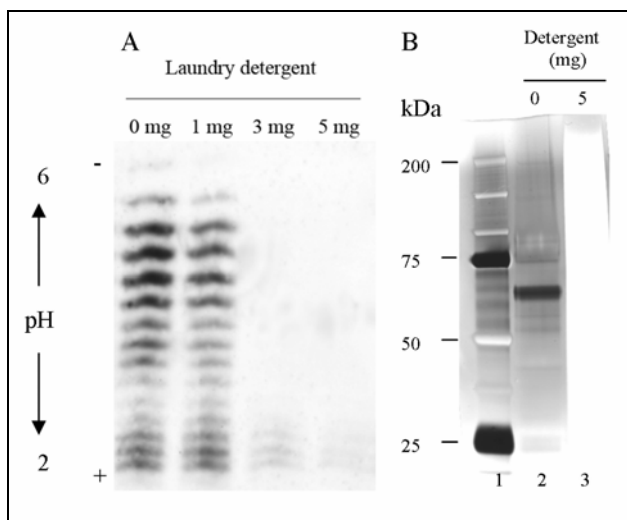 A
Laundry detergent
0 mg 1 mg 3 mg 5 mg
6
-
pH
2
+
B
Detergent
(mg)
0 5
kDa
200
75
50
25
1 2 3